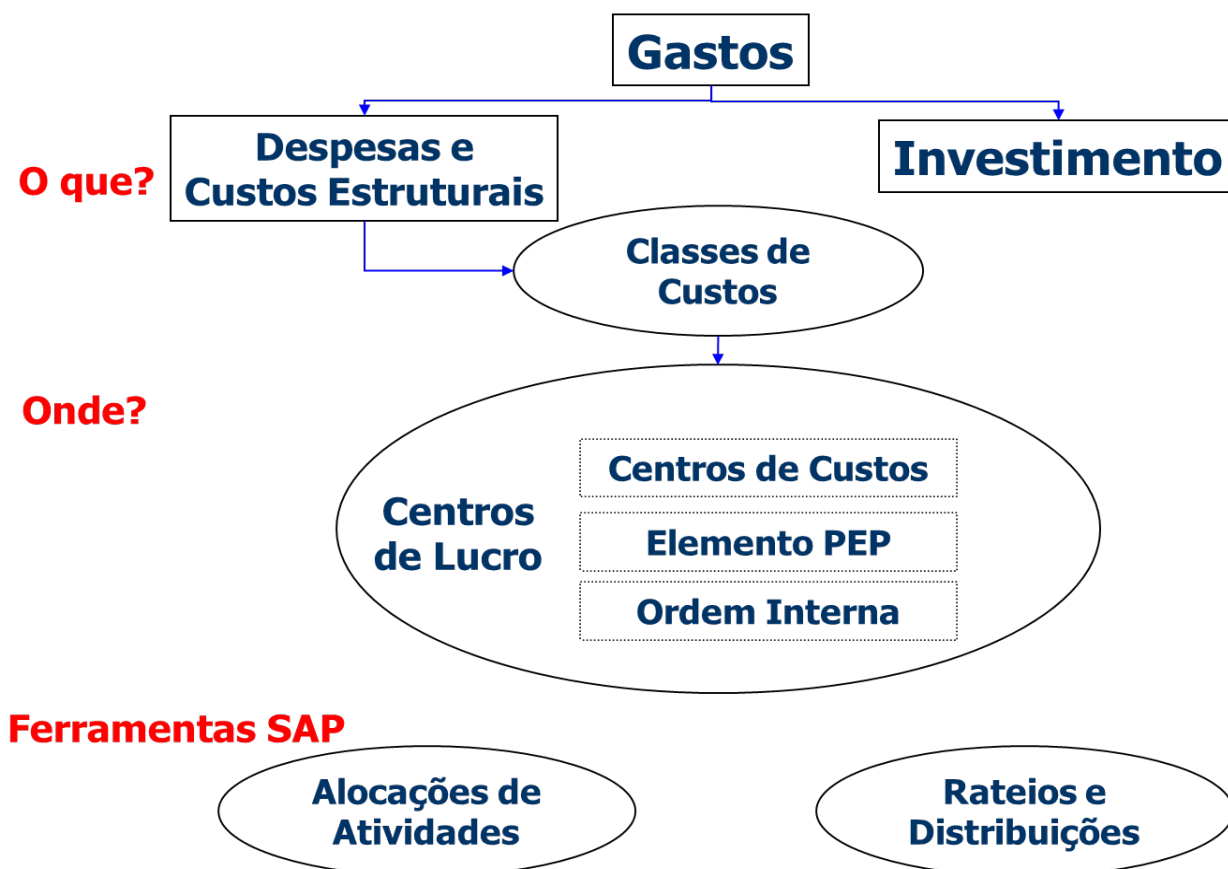 Gastos
Despesas e
Custos Estruturais
Investimento
O que?
Classes de
Custos
Onde?
Centros de Custos
Centros
de Lucro
Elemento PEP
Ordem Interna
Ferramentas SAP
Alocações de
Atividades
Rateios e
Distribuições